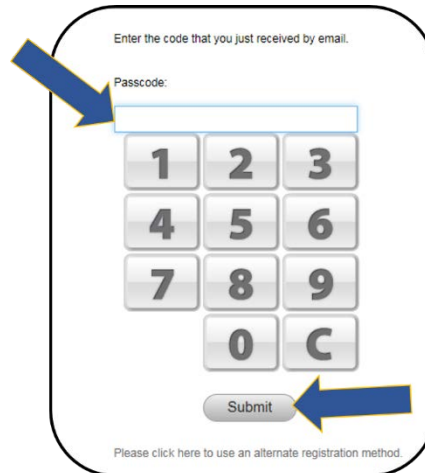 Enter the code that you just received by email.
Passcode:
1 2 3
4 5 6
7 8 9
0 C
Submit
Please click here to use an alternate registration method.